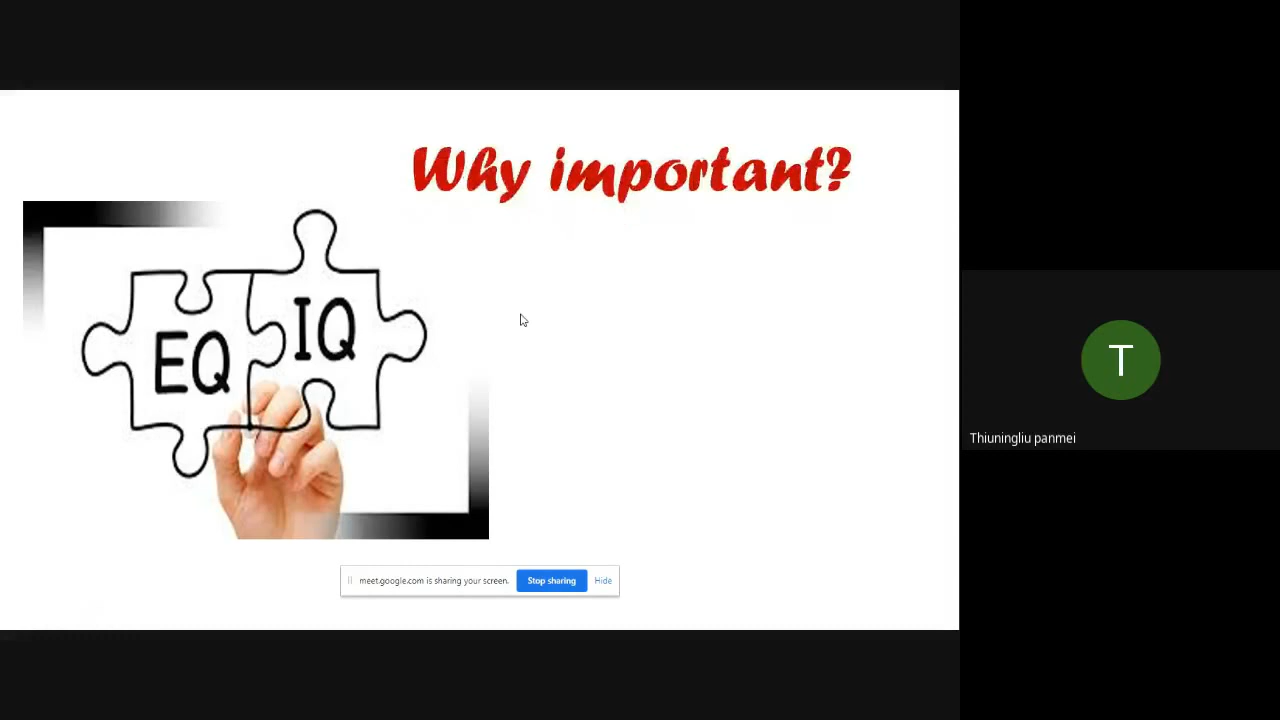 Why important?
EQ
IQ
T
Thiuningliu panmei
meet.google.com is sharing your screen.
Stop sharing
Hide